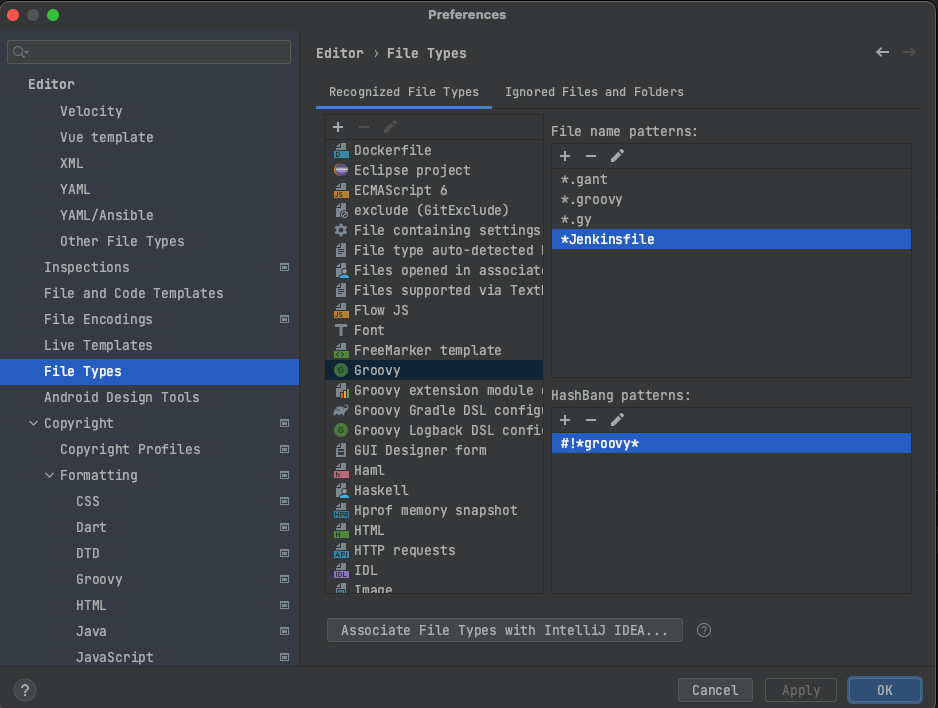 Preferences
Editor
Velocity
Vue template
XML
YAML
YAML/Ansible
Other File Types
Inspections
File and Code Templates
File Encodings
Live Templates
File Types
Android Design Tools
Copyright
Copyright Profiles
Formatting
CSS
Dart
DTD
Groovy
HTML
Java
JavaScript
Editor › File Types
Recognized File Types
Ignored Files and Folders
Dockerfile
Eclipse project
ECMAScript 6
exclude (GitExclude)
File containing settings
File type auto-detected
Files opened in associat
Files supported via Text
Flow JS
Font
FreeMarker template
Groovy
Groovy extension module
Groovy Gradle DSL config
Groovy Logback DSL confi
GUI Designer form
Haml
Haskell
Hprof memory snapshot
HTML
HTTP requests
IDL
Image
File name patterns:
*.gant
*.groovy
*.gy
*Jenkinsfile
HashBang patterns:
#!*groovy*
Associate File Types with IntelliJ IDEA...
?
?
Cancel
Apply
OK